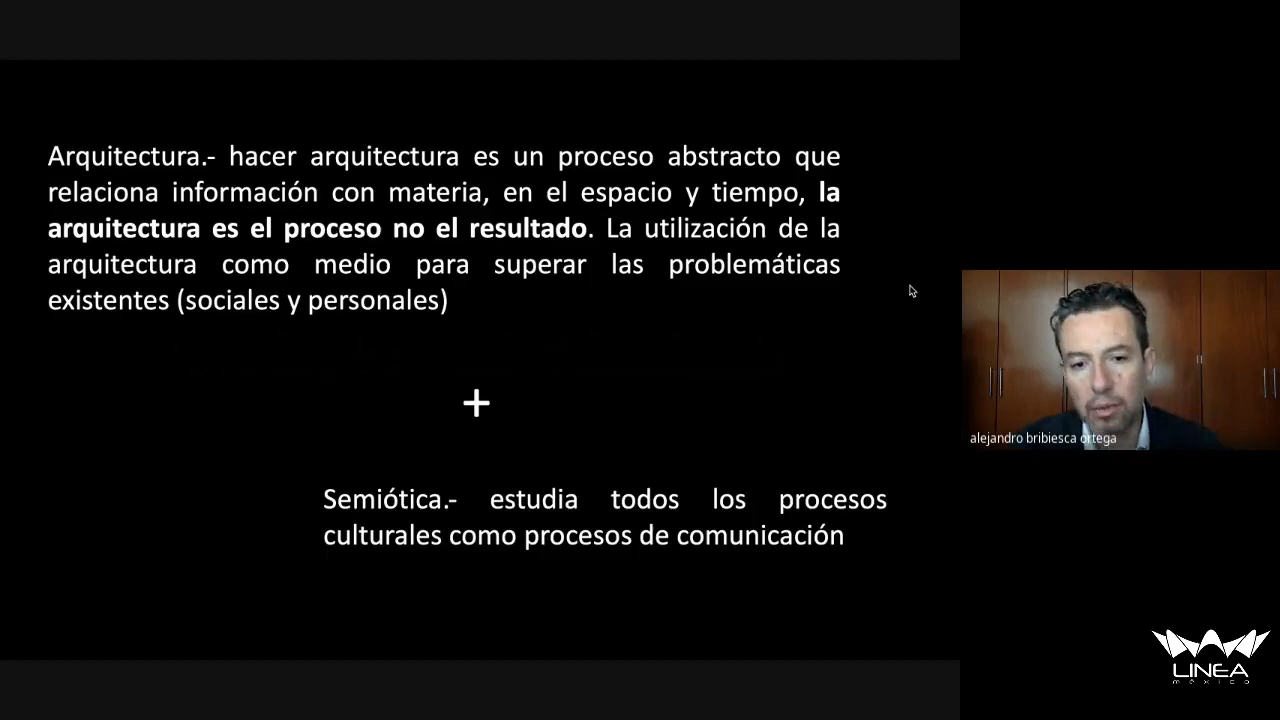 Arquitectura.- hacer arquitectura es un proceso abstracto que
relaciona información con materia, en el espacio y tiempo, la
arquitectura es el proceso no el resultado. La utilización de la
arquitectura como medio para superar las problemáticas
existentes (sociales y personales)
+
Semiótica.- estudia todos los procesos
culturales como procesos de comunicación
alejandro bribiesca ortega
LINEA
méxico